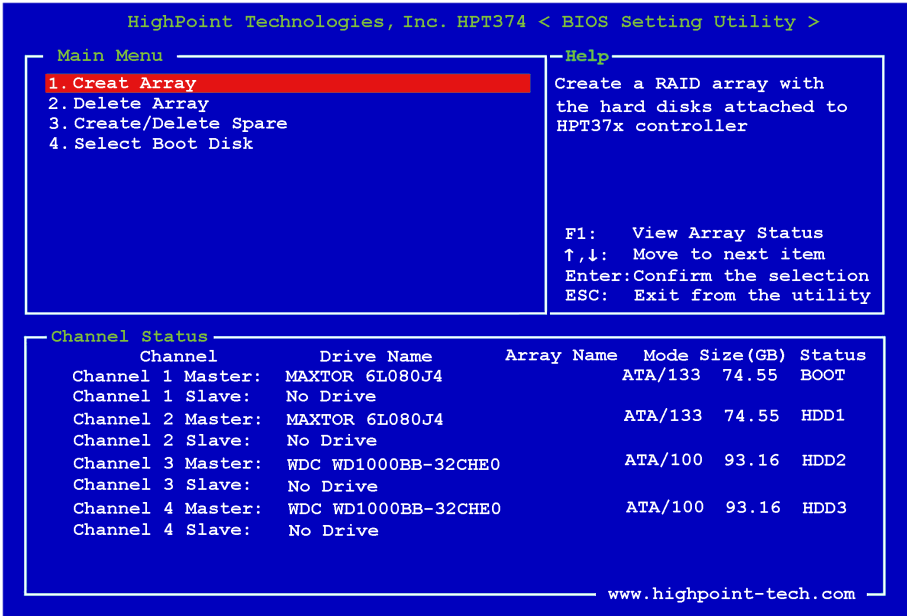 HighPoint Technologies, Inc. HPT374 < BIOS Setting Utility >
Main Menu
1. Creat Array
2. Delete Array
3. Create/Delete Spare
4. Select Boot Disk
Help
Create a RAID array with
the hard disks attached to
HPT37x controller
F1: View Array Status
↑,↓: Move to next item
Enter:Confirm the selection
ESC: Exit from the utility
Channel Status
Channel Drive Name Array Name Mode Size(GB) Status
Channel 1 Master: MAXTOR 6L080J4 ATA/133 74.55 BOOT
Channel 1 Slave: No Drive
Channel 2 Master: MAXTOR 6L080J4 ATA/133 74.55 HDD1
Channel 2 Slave: No Drive
Channel 3 Master: WDC WD1000BB-32CHE0 ATA/100 93.16 HDD2
Channel 3 Slave: No Drive
Channel 4 Master: WDC WD1000BB-32CHE0 ATA/100 93.16 HDD3
Channel 4 Slave: No Drive
www.highpoint-tech.com